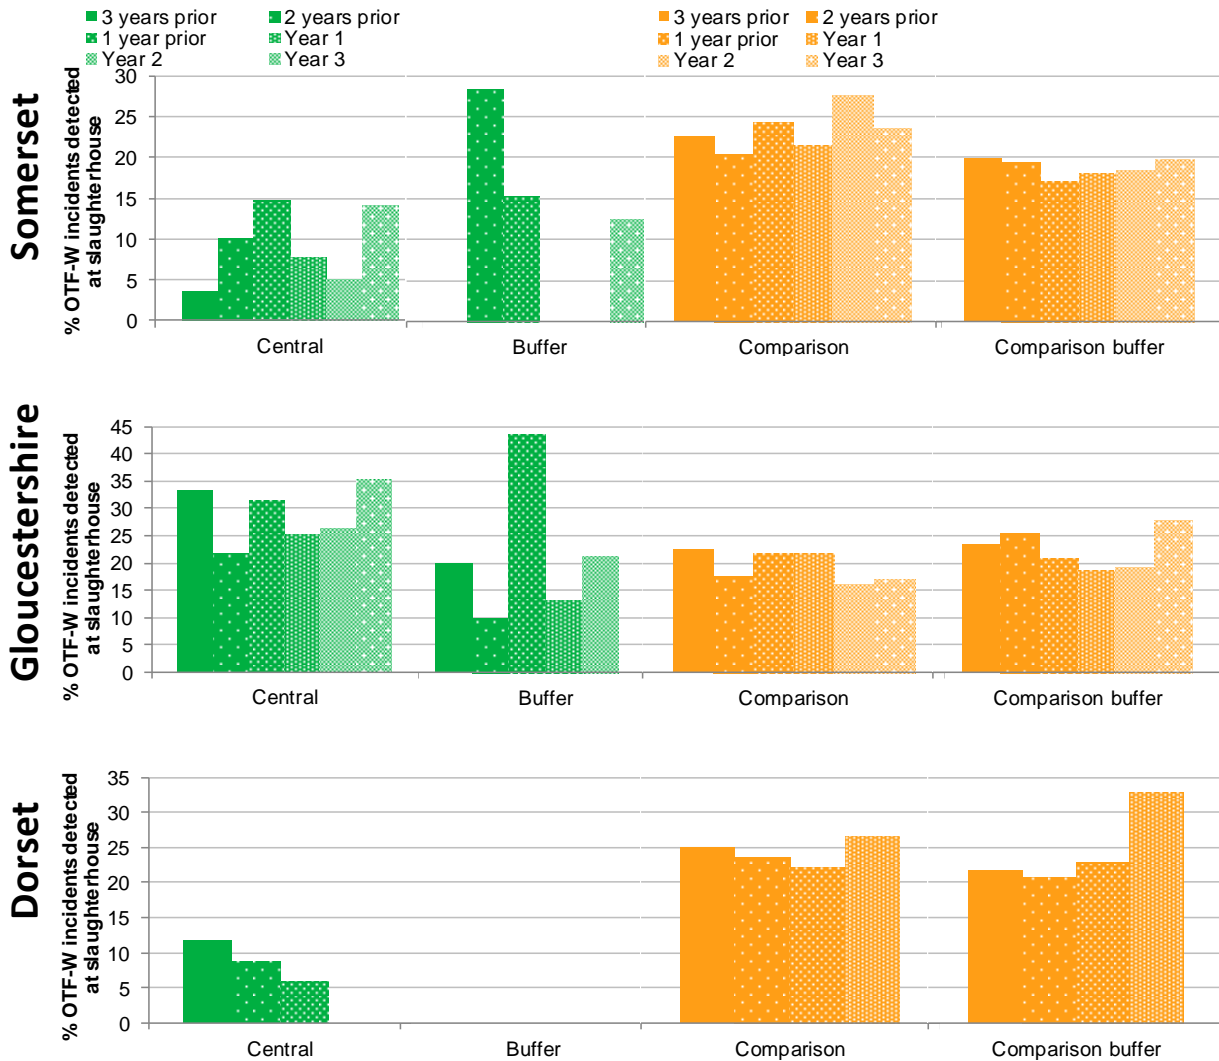 3 years prior 2 years prior 3 years prior 2 years prior
1 year prior Year 1 1 year prior Year 1
Year 2 Year 3 Year 2 Year 3
Somerset
% OTF-W incidents detected
at slaughterhouse
30
25
20
15
10
5
0
Central Buffer Comparison Comparison buffer
Gloucestershire
% OTF-W incidents detected
at slaughterhouse
45
40
35
30
25
20
15
10
5
0
Central Buffer Comparison Comparison buffer
Dorset
% OTF-W incidents detected
at slaughterhouse
35
30
25
20
15
10
5
0
Central Buffer Comparison Comparison buffer